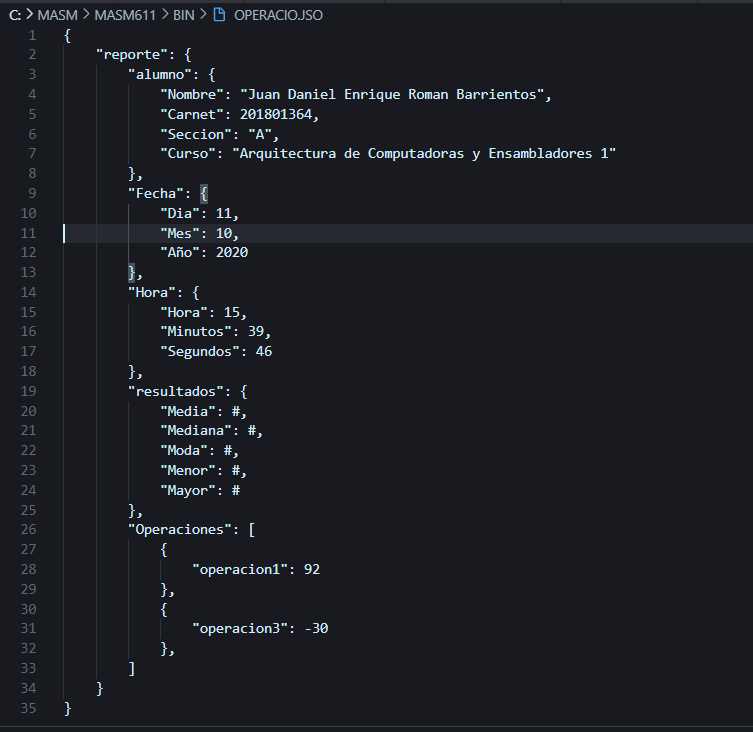 C: > MASM > MASM611 > BIN > OPERACIO.JSO
1 {
2     "reporte": {
3         "alumno": {
4             "Nombre": "Juan Daniel Enrique Roman Barrientos",
5             "Carnet": 201801364,
6             "Seccion": "A",
7             "Curso": "Arquitectura de Computadoras y Ensambladores 1"
8         },
9         "Fecha": {
10             "Dia": 11,
11             "Mes": 10,
12             "Año": 2020
13         },
14         "Hora": {
15             "Hora": 15,
16             "Minutos": 39,
17             "Segundos": 46
18         },
19         "resultados": {
20             "Media": #,
21             "Mediana": #,
22             "Moda": #,
23             "Menor": #,
24             "Mayor": #
25         },
26         "Operaciones": [
27             {
28                 "operacion1": 92
29             },
30             {
31                 "operacion3": -30
32             },
33         ]
34     }
35 }